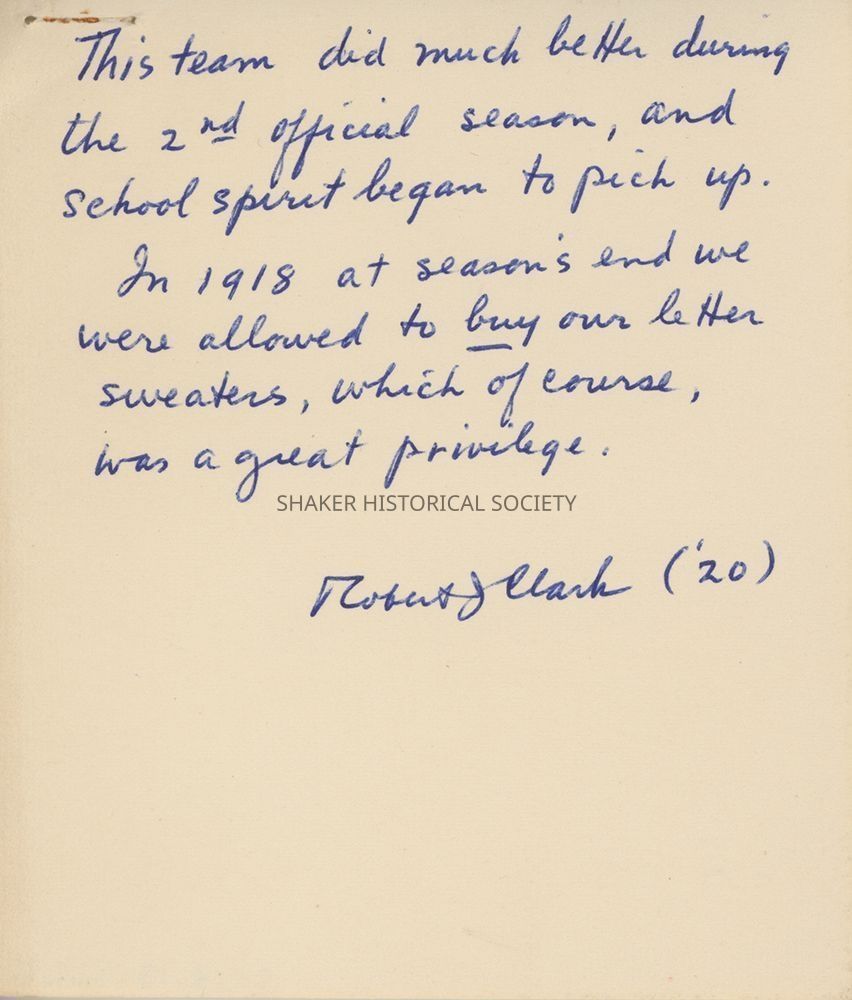 This team did much better during
the 2nd official season, and
school spirit began to pick up.
In 1918 at season's end we
were allowed to buy our letter
sweaters, which of course,
was a great privilege.
SHAKER HISTORICAL SOCIETY
Robert J Clark ('20)